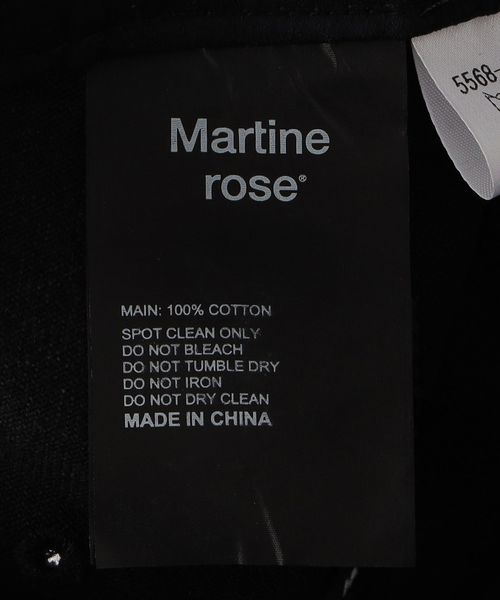 Martine
rose®
MAIN: 100% COTTON
SPOT CLEAN ONLY
DO NOT BLEACH
DO NOT TUMBLE DRY
DO NOT IRON
DO NOT DRY CLEAN
MADE IN CHINA
5568-